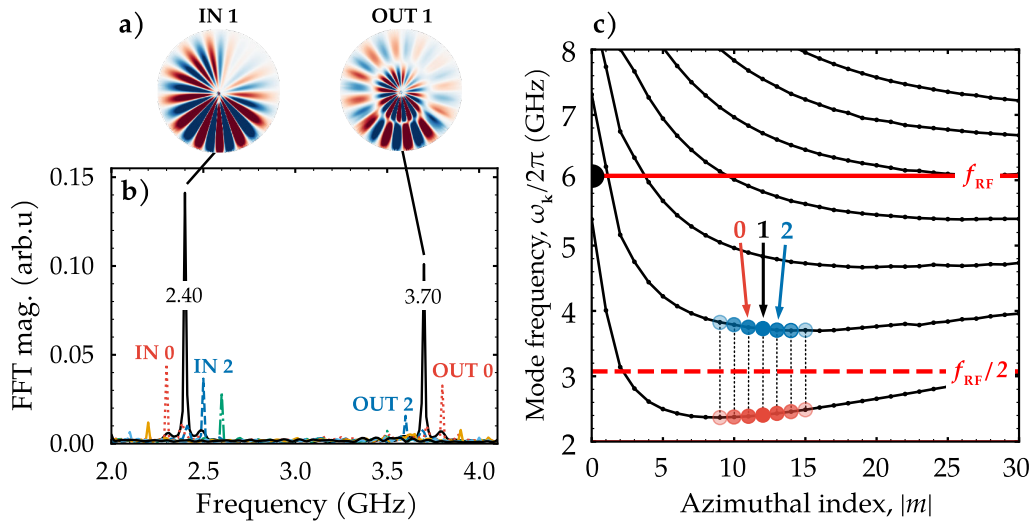 a)
IN 1
OUT 1
b)
0.15
0.10
0.05
0.00
FFT mag. (arb.u)
2.40
3.70
IN 0
IN 2
OUT 2
OUT 0
2.0
2.5
3.0
3.5
4.0
Frequency (GHz)
c)
8
7
6
5
4
3
2
Mode frequency, ωk/2π (GHz)
fRF
0 1 2
fRF/2
0
5
10
15
20
25
30
Azimuthal index, |m|